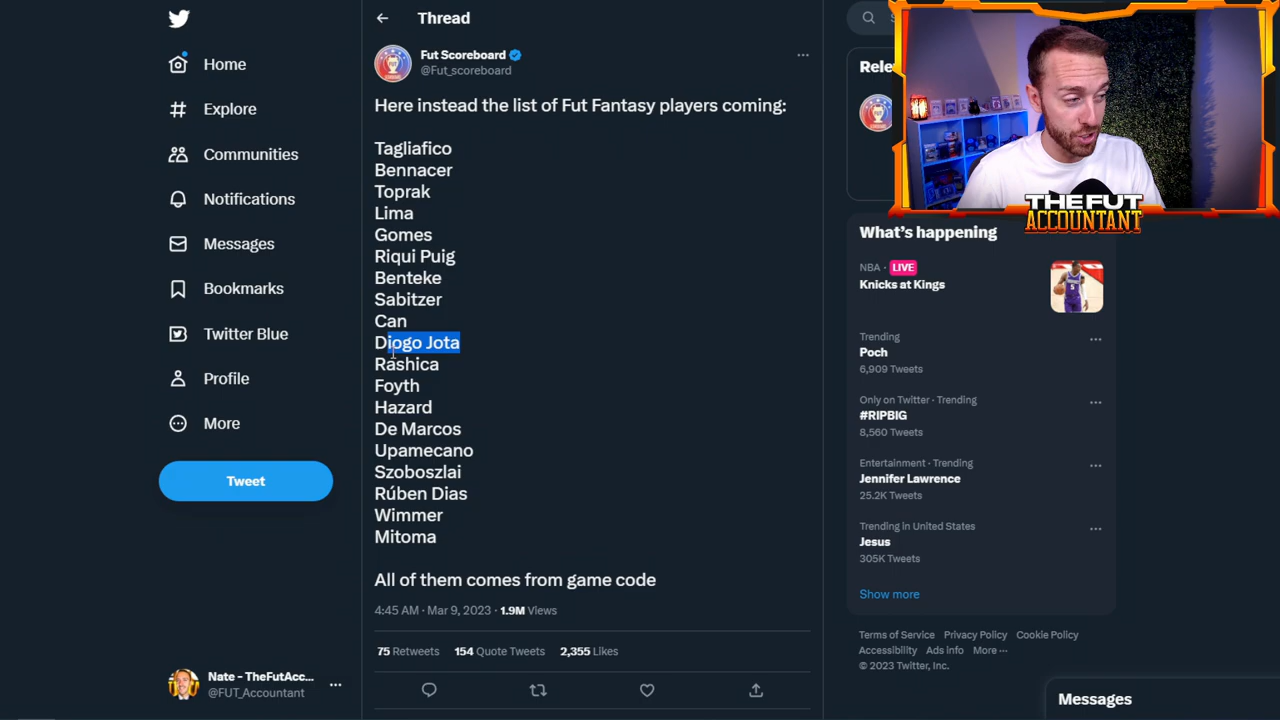 Home
Explore
Communities
Notifications
Messages
Bookmarks
Twitter Blue
Profile
More
Tweet
Nate - TheFutAcc...
@FUT_Accountant
Thread
Fut Scoreboard
@Fut_scoreboard
Here instead the list of Fut Fantasy players coming:
Tagliafico
Bennacer
Toprak
Lima
Gomes
Riqui Puig
Benteke
Sabitzer
Can
Diogo Jota
Rashica
Foyth
Hazard
De Marcos
Upamecano
Szoboszlai
Rúben Dias
Wimmer
Mitoma
All of them comes from game code
4:45 AM · Mar 9, 2023 · 1.9M Views
75 Retweets 154 Quote Tweets 2,355 Likes
THE FUT
ACCOUNTANT
What's happening
NBA · LIVE
Knicks at Kings
Trending
Poch
6,909 Tweets
Only on Twitter · Trending
#RIPBIG
8,560 Tweets
Entertainment · Trending
Jennifer Lawrence
25.2K Tweets
Trending in United States
Jesus
305K Tweets
Show more
Terms of Service Privacy Policy Cookie Policy
Accessibility Ads info More ···
© 2023 Twitter, Inc.
Messages